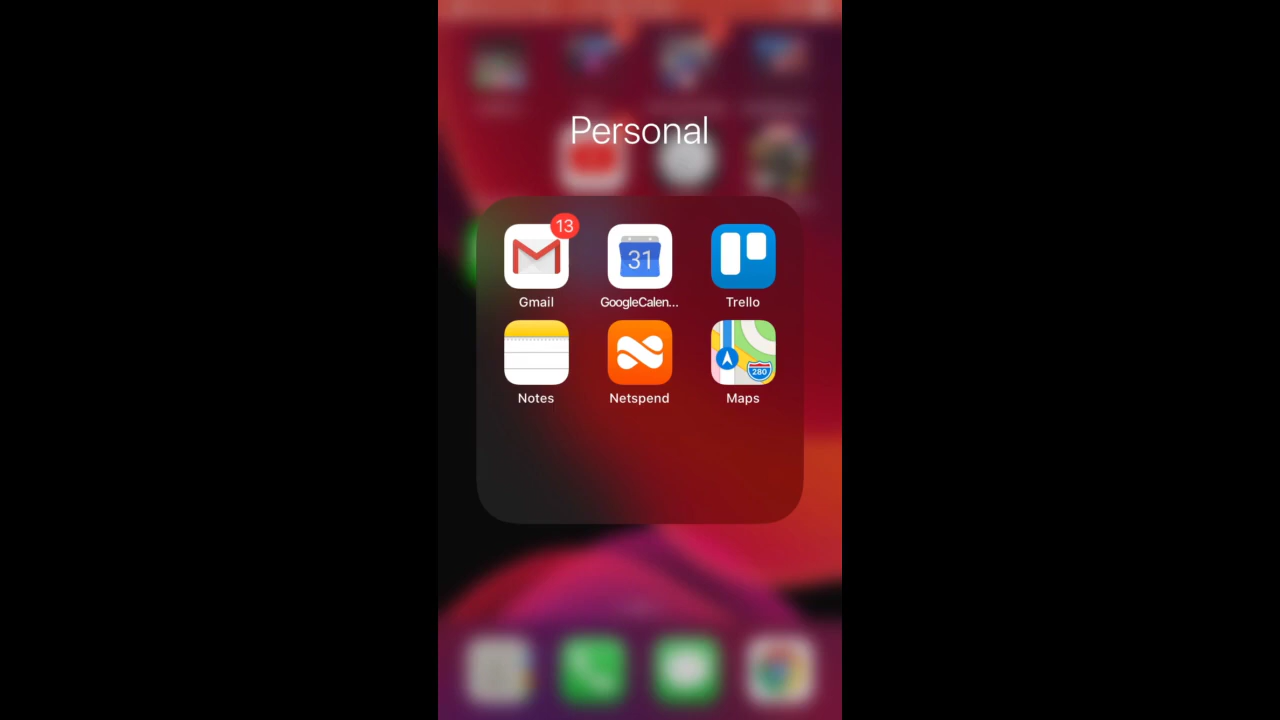 Personal
13
31
Gmail
GoogleCalen...
Trello
280
Notes
Netspend
Maps